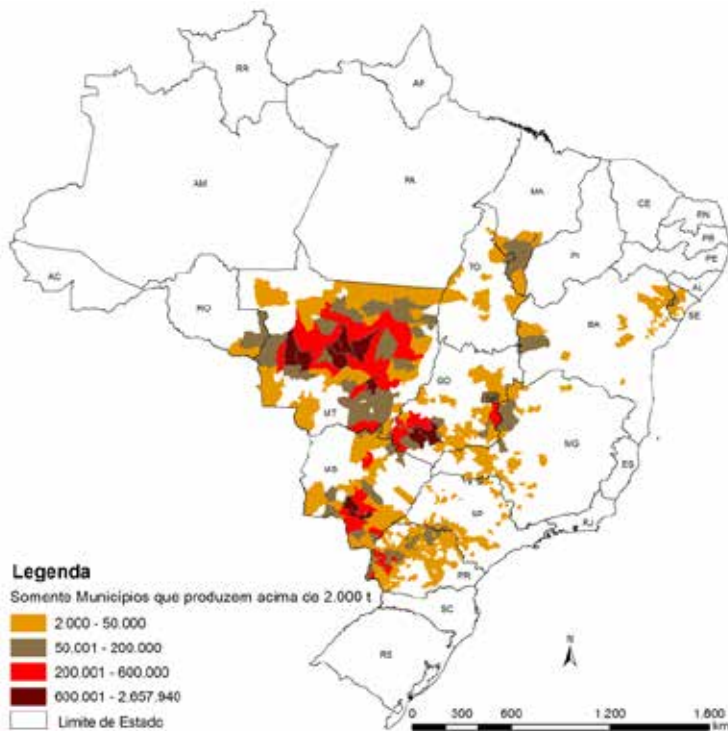 RR
AP
AM
PA
MA
CE
RN
PB
PE
AL
SE
PI
TO
AC
RO
BA
MT
GO
DF
MG
ES
MS
SP
RJ
PR
SC
RS
Legenda
Somente Municípios que produzem acima de 2.000 t
2.000 - 50.000
50.001 - 200.000
200.001 - 600.000
600.001 - 2.657.940
Limite de Estado
N
0 300 600 1.200 1.800
km